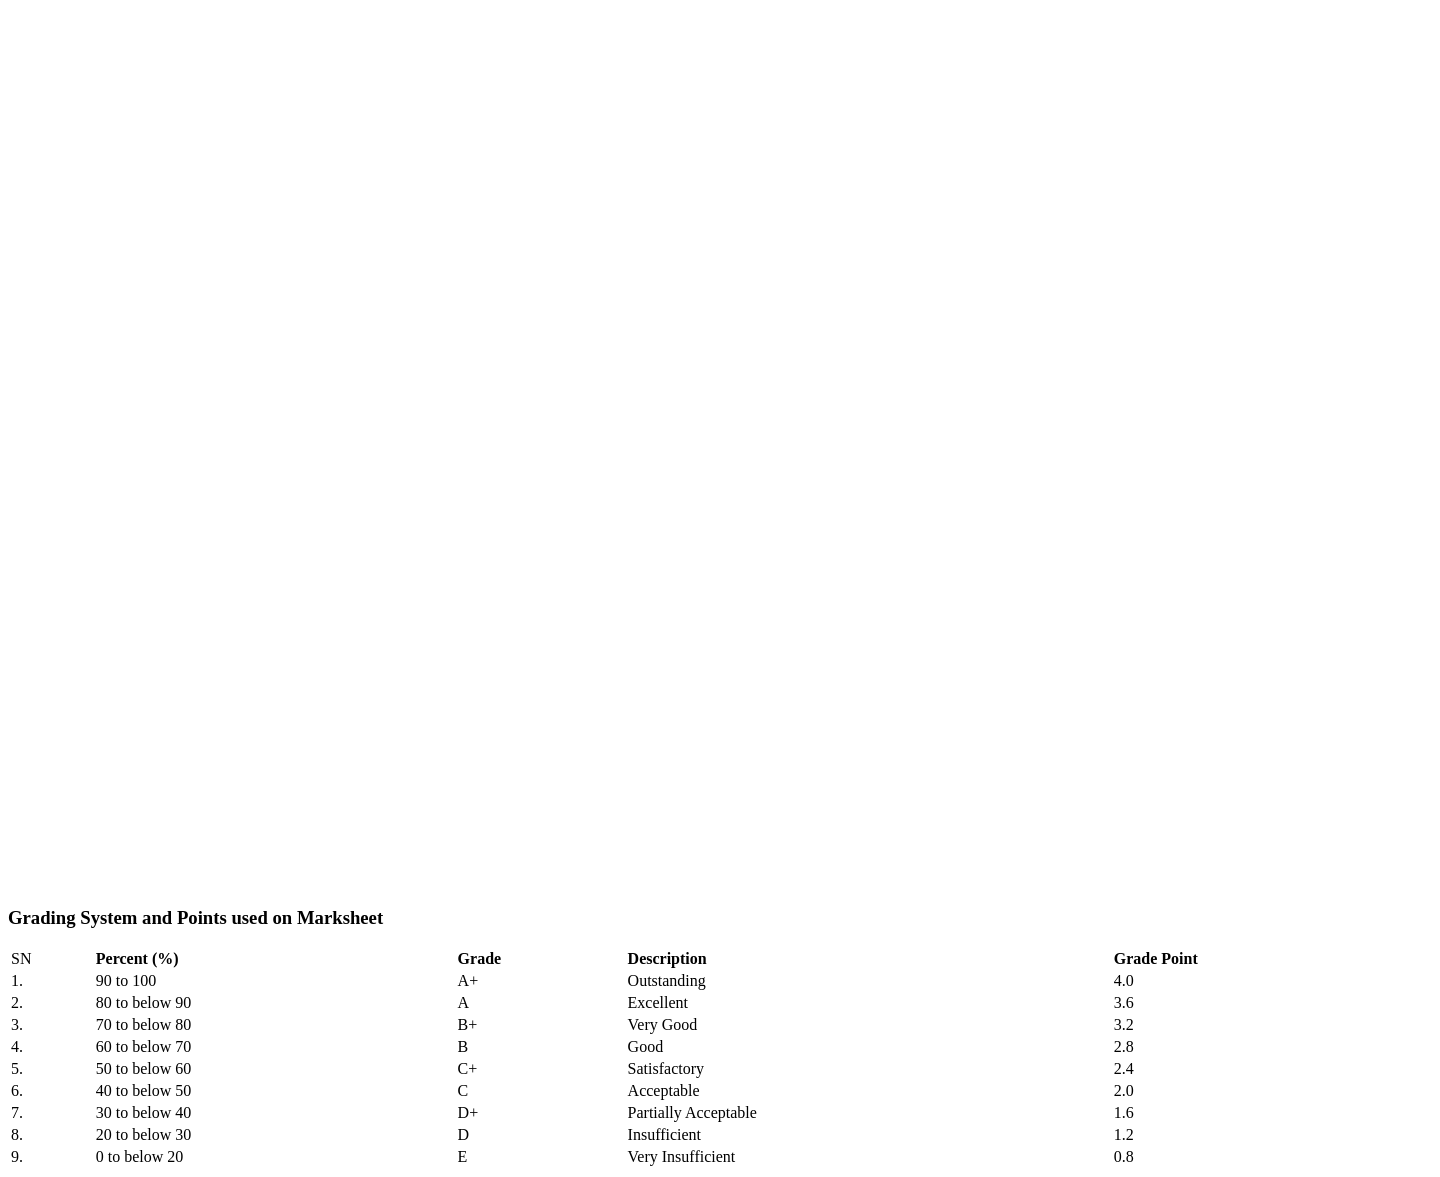 Grading System and Points used on Marksheet
SN Percent (%) Grade Description Grade Point
1. 90 to 100 A+ Outstanding 4.0
2. 80 to below 90 A Excellent 3.6
3. 70 to below 80 B+ Very Good 3.2
4. 60 to below 70 B Good 2.8
5. 50 to below 60 C+ Satisfactory 2.4
6. 40 to below 50 C Acceptable 2.0
7. 30 to below 40 D+ Partially Acceptable 1.6
8. 20 to below 30 D Insufficient 1.2
9. 0 to below 20 E Very Insufficient 0.8